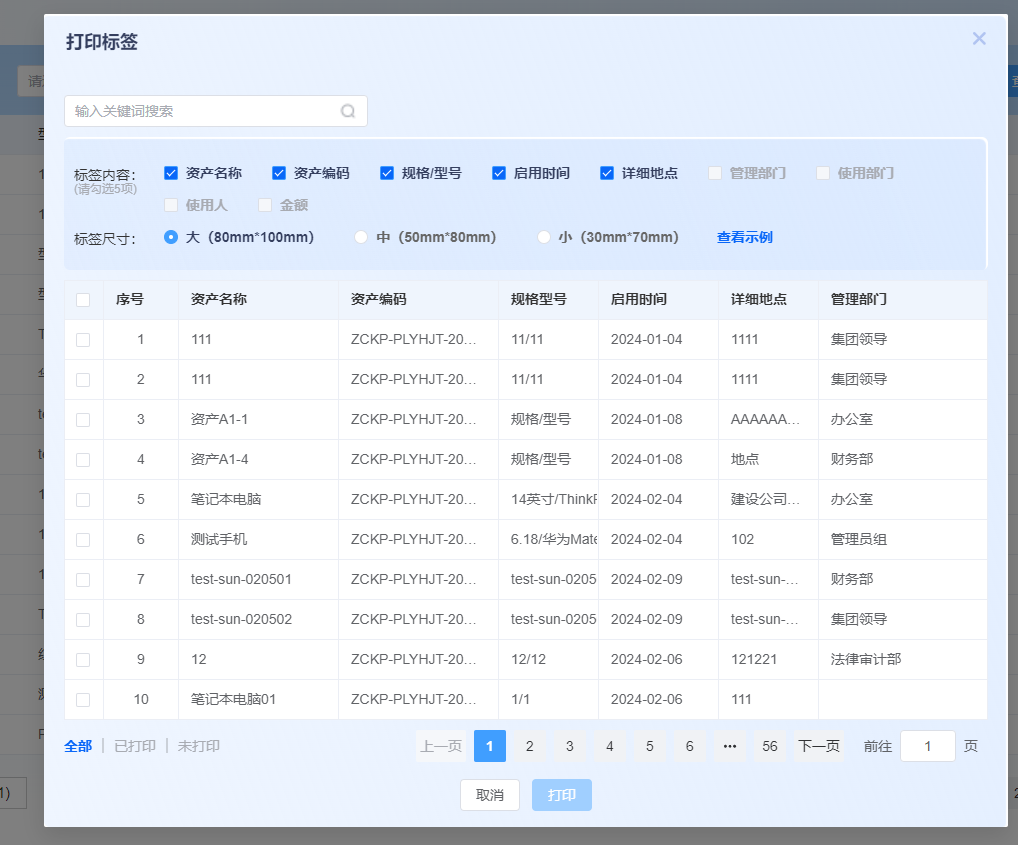 打印标签
输入关键词搜索
标签内容: 资产名称 资产编码 规格/型号 启用时间 详细地点 管理部门 使用部门
(请勾选5项)
使用人 金额
标签尺寸: 大（80mm*100mm） 中（50mm*80mm） 小（30mm*70mm） 查看示例
序号 资产名称 资产编码 规格型号 启用时间 详细地点 管理部门
1 111 ZCKP-PLYHJT-20... 11/11 2024-01-04 1111 集团领导
2 111 ZCKP-PLYHJT-20... 11/11 2024-01-04 1111 集团领导
3 资产A1-1 ZCKP-PLYHJT-20... 规格/型号 2024-01-08 AAAAAA... 办公室
4 资产A1-4 ZCKP-PLYHJT-20... 规格/型号 2024-01-08 地点 财务部
5 笔记本电脑 ZCKP-PLYHJT-20... 14英寸/Think 2024-02-04 建设公司... 办公室
6 测试手机 ZCKP-PLYHJT-20... 6.18/华为Mate 2024-02-04 102 管理员组
7 test-sun-020501 ZCKP-PLYHJT-20... test-sun-0205 2024-02-09 test-sun-... 财务部
8 test-sun-020502 ZCKP-PLYHJT-20... test-sun-0205 2024-02-09 test-sun-... 集团领导
9 12 ZCKP-PLYHJT-20... 12/12 2024-02-06 121221 法律审计部
10 笔记本电脑01 ZCKP-PLYHJT-20... 1/1 2024-02-06 111
全部 已打印 未打印 上一页 1 2 3 4 5 6 ••• 56 下一页 前往 1 页
取消 打印